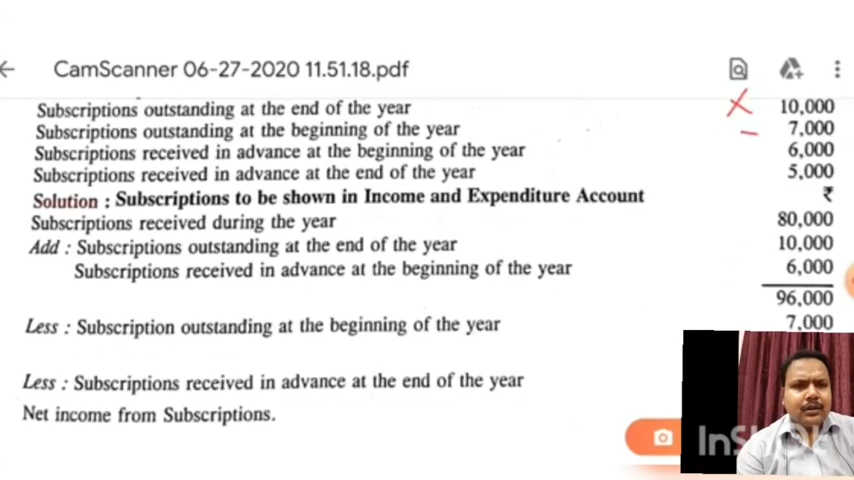 CamScanner 06-27-2020 11.51.18.pdf
Subscriptions outstanding at the end of the year 10,000
Subscriptions outstanding at the beginning of the year 7,000
Subscriptions received in advance at the beginning of the year 6,000
Subscriptions received in advance at the end of the year 5,000
Solution : Subscriptions to be shown in Income and Expenditure Account ₹
Subscriptions received during the year 80,000
Add : Subscriptions outstanding at the end of the year 10,000
Subscriptions received in advance at the beginning of the year 6,000
96,000
Less : Subscription outstanding at the beginning of the year 7,000
Less : Subscriptions received in advance at the end of the year
Net income from Subscriptions.